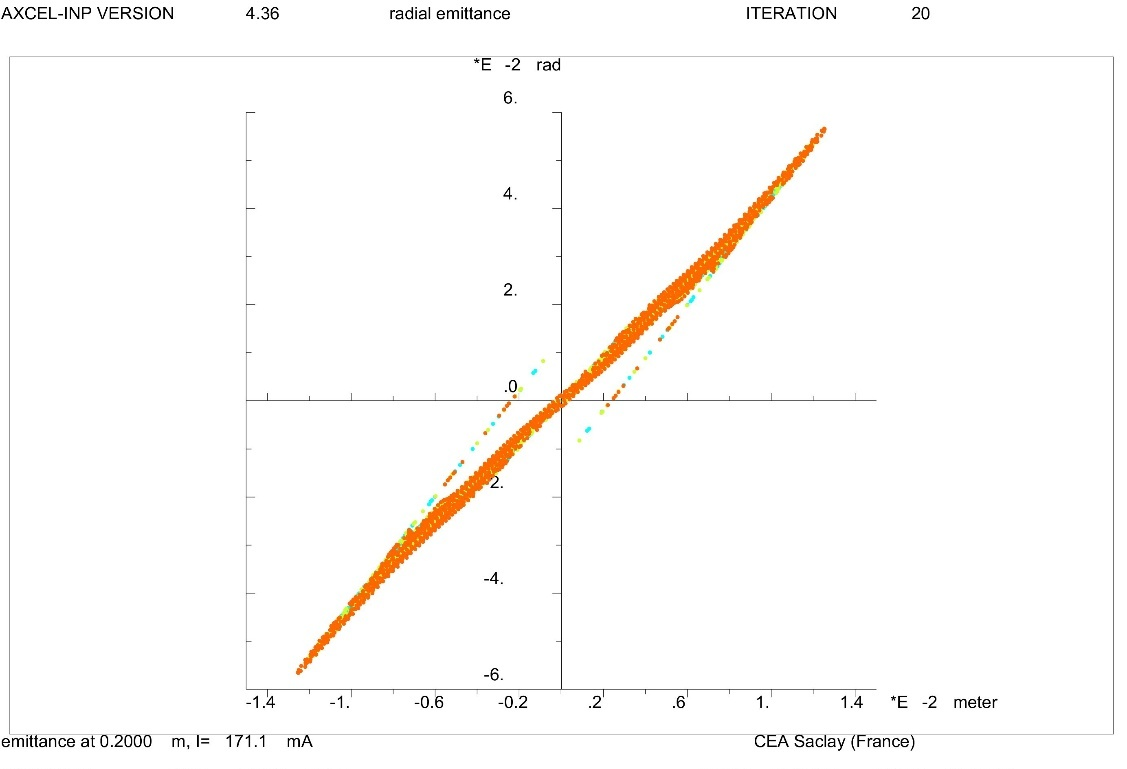 AXCEL-INP VERSION 4.36 radial emittance ITERATION 20
*E -2 rad
6.
4.
2.
.0
2.
-4.
-6.
-1.4 -1. -0.6 -0.2 .2 .6 1. 1.4 *E -2 meter
emittance at 0.2000 m, I= 171.1 mA CEA Saclay (France)